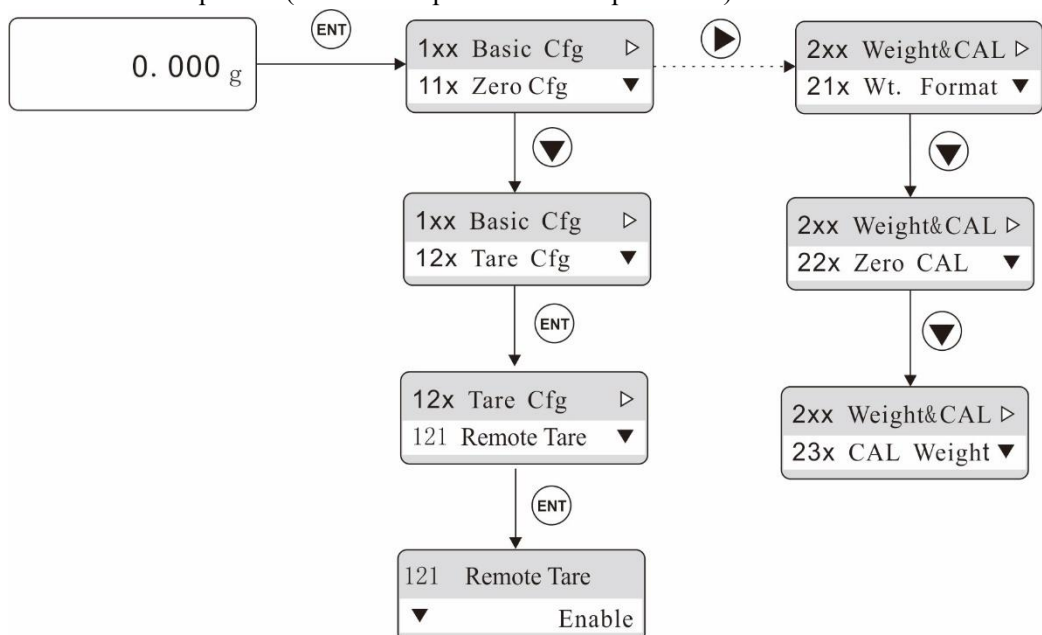 0.000 g
ENT
1xx Basic Cfg
11x Zero Cfg
2xx Weight&CAL
21x Wt. Format
1xx Basic Cfg
12x Tare Cfg
2xx Weight&CAL
22x Zero CAL
ENT
12x Tare Cfg
121 Remote Tare
2xx Weight&CAL
23x CAL Weight
ENT
121 Remote Tare
Enable